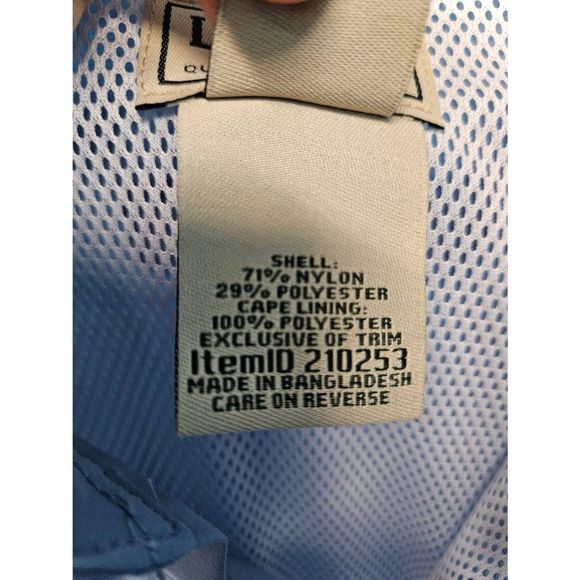 SHELL:
71% NYLON
29% POLYESTER
CAPE LINING:
100% POLYESTER
EXCLUSIVE OF TRIM
ItemID 210253
MADE IN BANGLADESH
CARE ON REVERSE